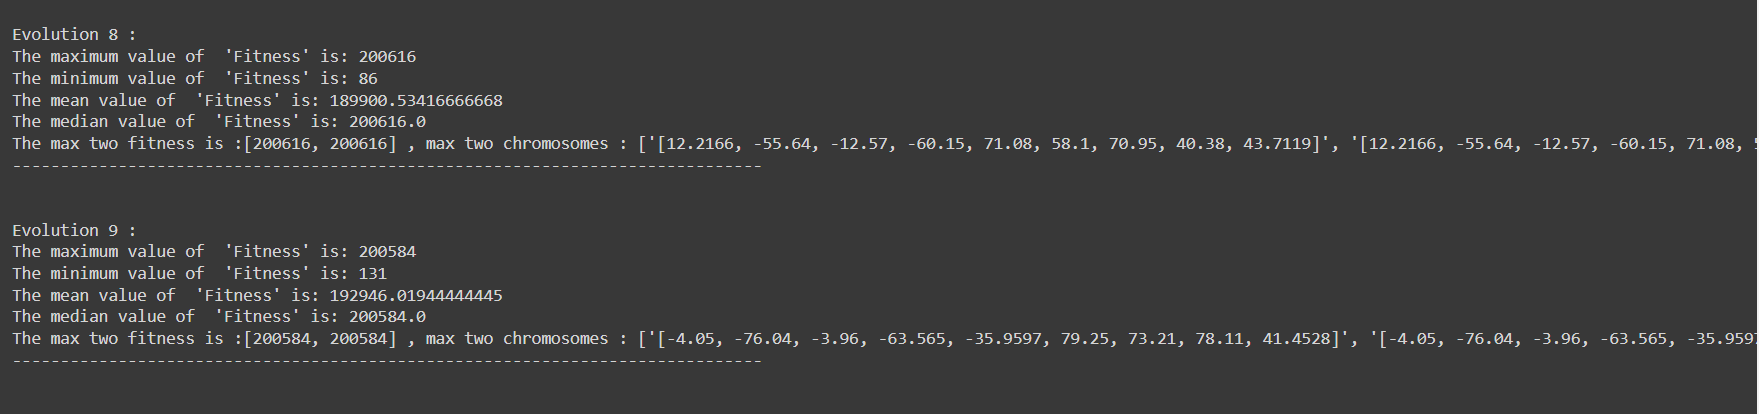 Evolution 8 :
The maximum value of  'Fitness' is: 200616
The minimum value of  'Fitness' is: 86
The mean value of  'Fitness' is: 189900.53416666668
The median value of  'Fitness' is: 200616.0
The max two fitness is :[200616, 200616] , max two chromosomes : ['[12.2166, -55.64, -12.57, -60.15, 71.08, 58.1, 70.95, 40.38, 43.7119]', '[12.2166, -55.64, -12.57, -60.15, 71.08,
------------------------------------------------------------------------------
Evolution 9 :
The maximum value of  'Fitness' is: 200584
The minimum value of  'Fitness' is: 131
The mean value of  'Fitness' is: 192946.01944444445
The median value of  'Fitness' is: 200584.0
The max two fitness is :[200584, 200584] , max two chromosomes : ['[-4.05, -76.04, -3.96, -63.565, -35.9597, 79.25, 73.21, 78.11, 41.4528]', '[-4.05, -76.04, -3.96, -63.565, -35.959
------------------------------------------------------------------------------